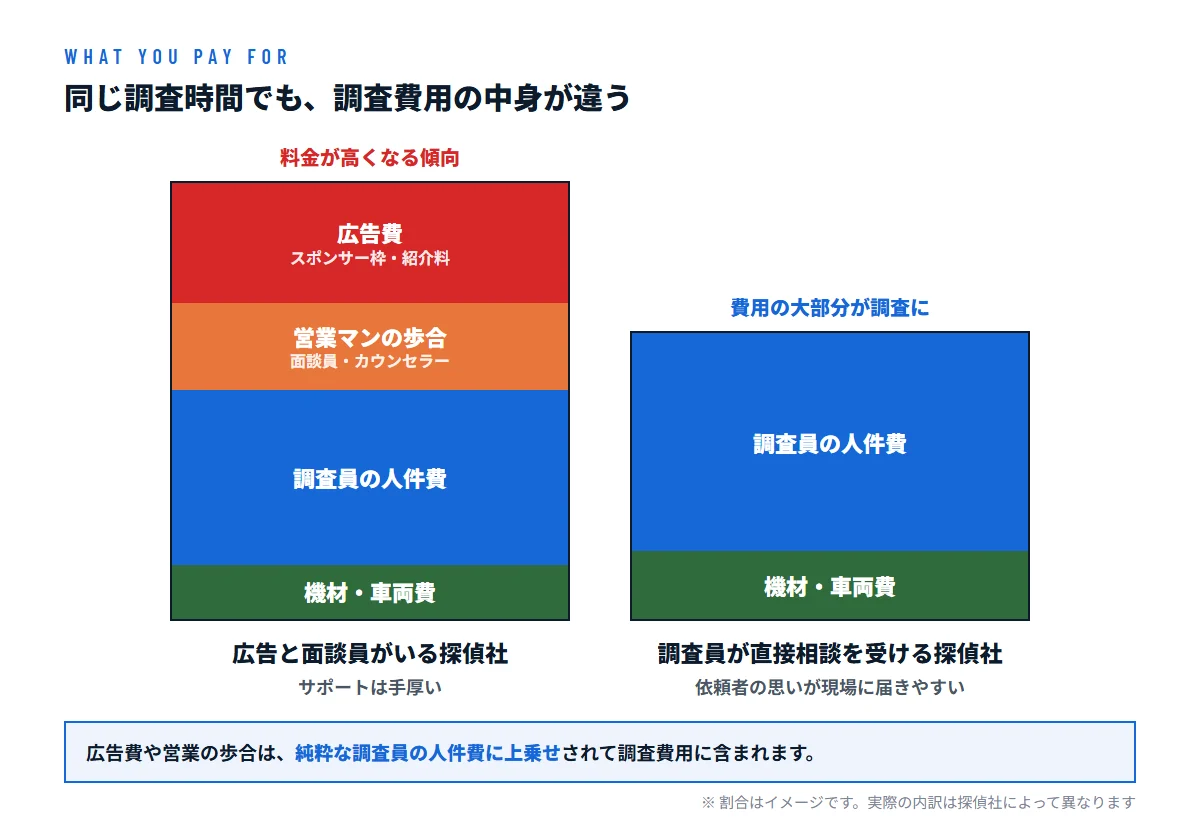 WHAT YOU PAY FOR
同じ調査時間でも、調査費用の中身が違う
料金が高くなる傾向
広告費
スポンサー枠・紹介料
営業マンの歩合
面談員・カウンセラー
調査員の人件費
機材・車両費
広告と面談員がいる探偵社
サポートは手厚い
費用の大部分が調査に
調査員の人件費
機材・車両費
調査員が直接相談を受ける探偵社
依頼者の思いが現場に届きやすい
広告費や営業の歩合は、純粋な調査員の人件費に上乗せされて調査費用に含まれます。
※ 割合はイメージです。実際の内訳は探偵社によって異なります